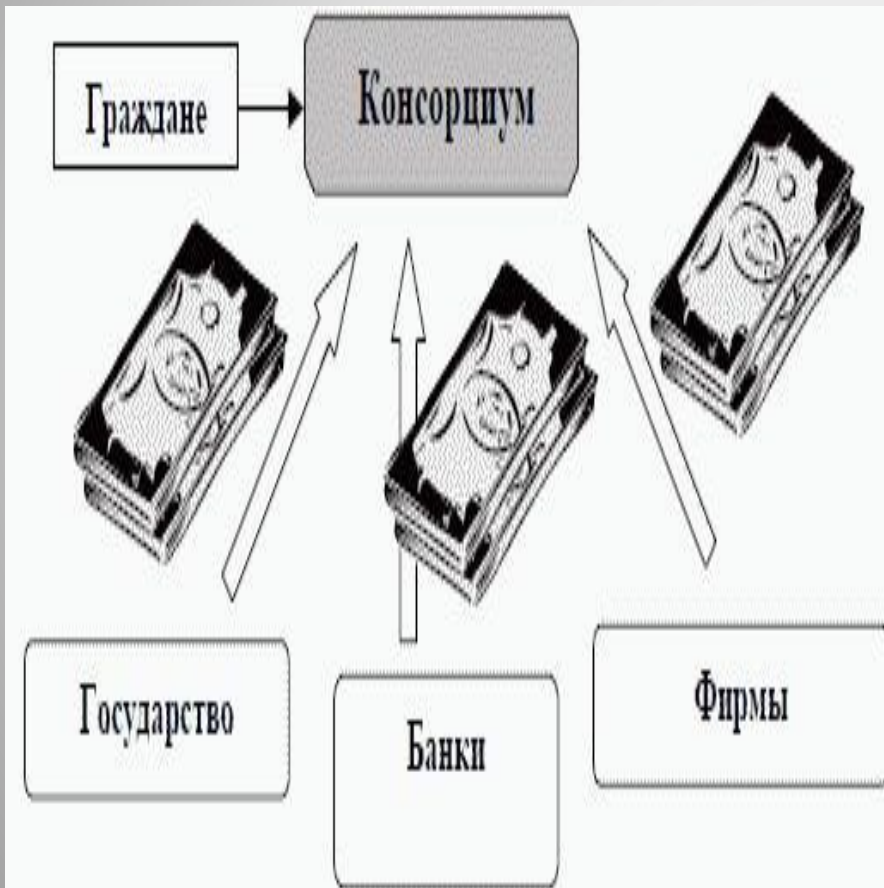 Граждане
Консорциум
Государство
Банки
Фирмы